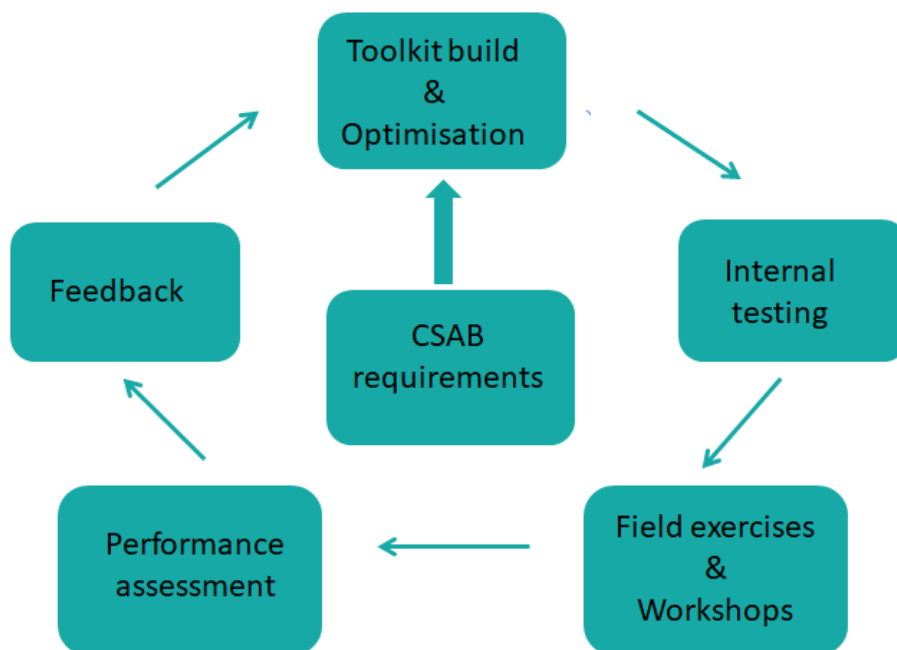 Toolkit build
&
Optimisation
Internal
testing
Field exercises
&
Workshops
Performance
assessment
Feedback
CSAB
requirements